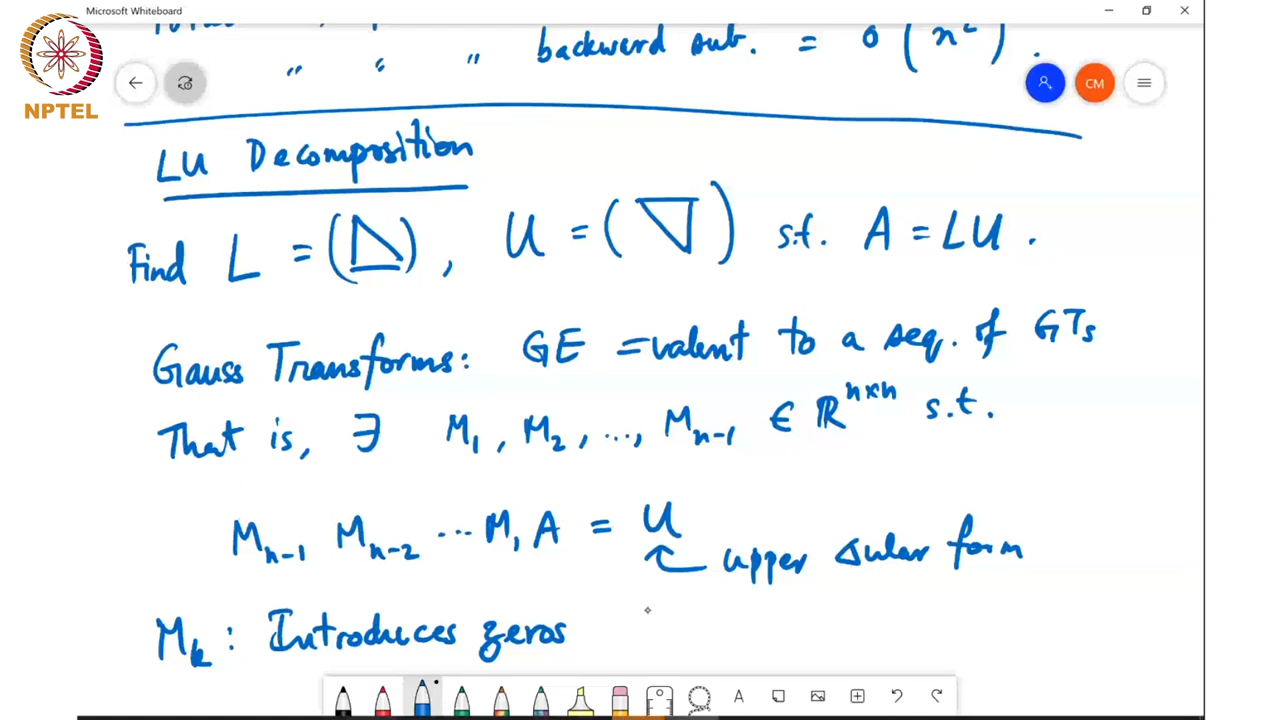 Microsoft Whiteboard
NPTEL
" " " backward sub. = O(n²).
CM
LU Decomposition
Find L = (◺), U = (▽) s.t. A = LU.
Gauss Transforms: GE ≡valent to a seq. of GTs
That is, ∃ M₁, M₂, ..., Mₙ₋₁ ∈ ℝⁿˣⁿ s.t.
Mₙ₋₁ Mₙ₋₂ ... M₁ A = U
upper Δular form
Mₖ: Introduces zeros
A